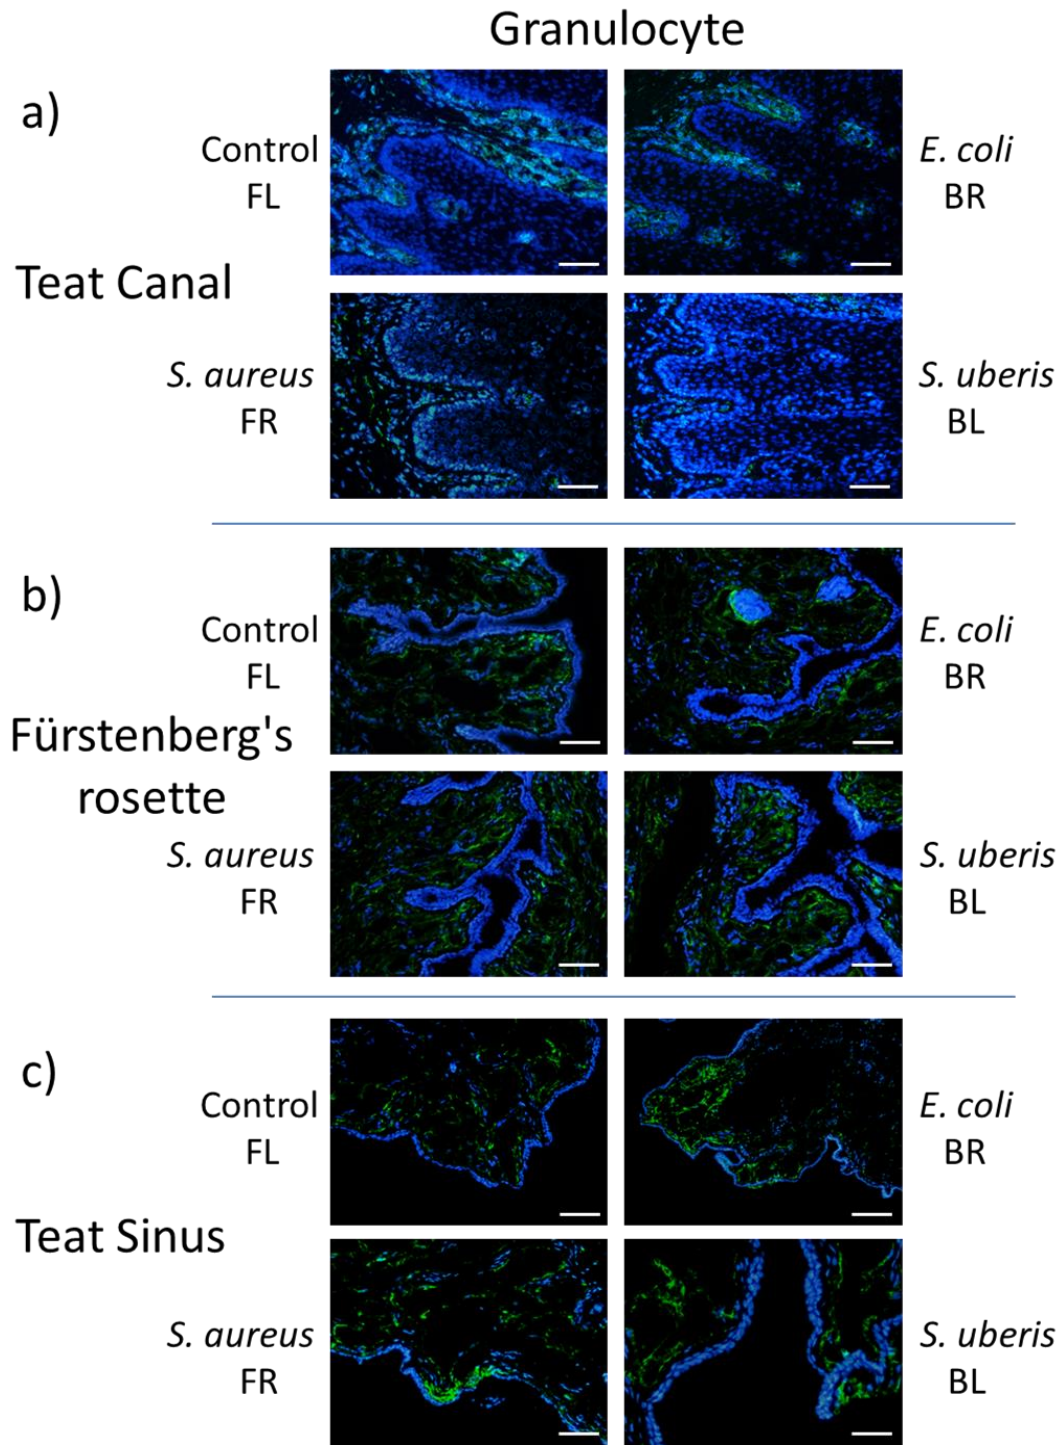 Granulocyte
a)
Control
FL
E. coli
BR
Teat Canal
S. aureus
FR
S. uberis
BL
b)
Control
FL
E. coli
BR
Fürstenberg's
rosette
S. aureus
FR
S. uberis
BL
c)
Control
FL
E. coli
BR
Teat Sinus
S. aureus
FR
S. uberis
BL